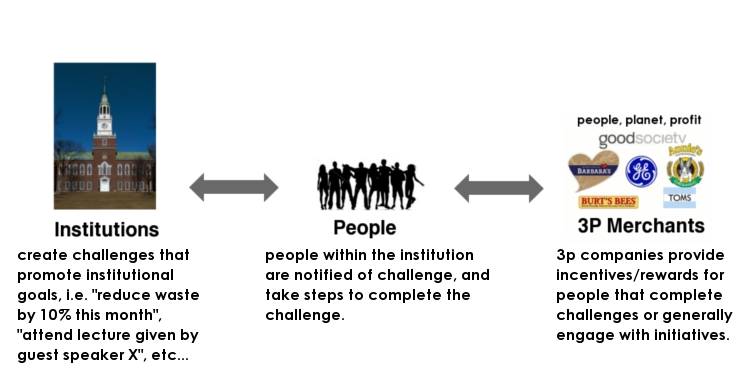 people, planet, profit
goodsociety
Annie's
BARBARA'S
GE
BURT'S BEES
TOMS
Institutions
People
3P Merchants
create challenges that
promote institutional
goals, i.e. "reduce waste
by 10% this month",
"attend lecture given by
guest speaker X", etc...
people within the institution
are notified of challenge, and
take steps to complete the
challenge.
3p companies provide
incentives/rewards for
people that complete
challenges or generally
engage with initiatives.